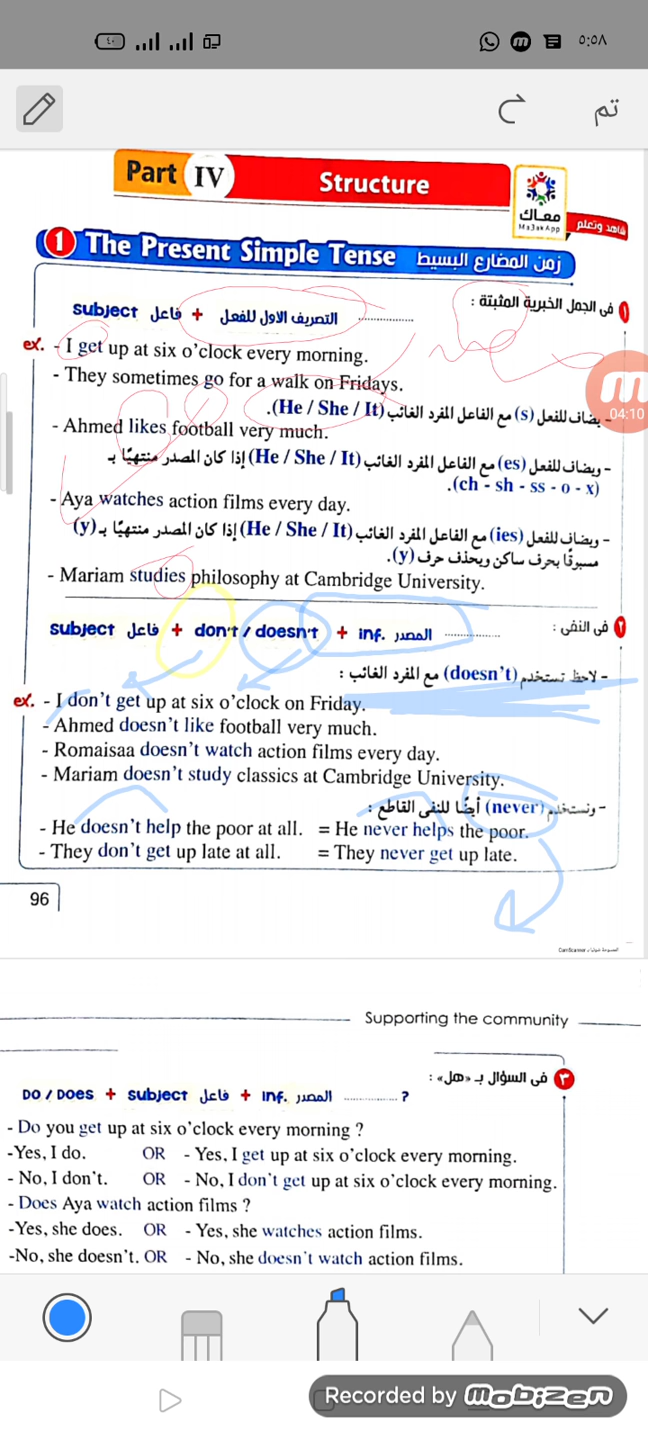 ٥:٥٨
تم
Part IV Structure
معاك
Ma3ak App
شاهد وتعلم
1 The Present Simple Tense زمن المضارع البسيط
١ فى الجمل الخبرية المثبتة :
subject فاعل + التصريف الاول للفعل ..............
ex. - I get up at six o'clock every morning.
- They sometimes go for a walk on Fridays.
04:10
- يضاف للفعل (s) مع الفاعل المفرد الغائب (He / She / It).
- Ahmed likes football very much.
- ويضاف للفعل (es) مع الفاعل المفرد الغائب (He / She / It) إذا كان المصدر منتهيًا بـ
(ch - sh - ss - o - x).
- Aya watches action films every day.
- ويضاف للفعل (ies) مع الفاعل المفرد الغائب (He / She / It) إذا كان المصدر منتهيًا بـ (y)
مسبوقًا بحرف ساكن ويحذف حرف (y).
- Mariam studies philosophy at Cambridge University.
٢ فى النفى :
subject فاعل + don't / doesn't + inf. المصدر ..............
- لاحظ تستخدم (doesn't) مع المفرد الغائب :
ex. - I don't get up at six o'clock on Friday.
- Ahmed doesn't like football very much.
- Romaisaa doesn't watch action films every day.
- Mariam doesn't study classics at Cambridge University.
- ونستخدم (never) أيضًا للنفى القاطع :
- He doesn't help the poor at all. = He never helps the poor.
- They don't get up late at all. = They never get up late.
96
CamScanner
Supporting the community
٣ فى السؤال بـ «هل» :
DO / DOES + subject فاعل + inf. المصدر .............. ?
- Do you get up at six o'clock every morning ?
-Yes, I do. OR - Yes, I get up at six o'clock every morning.
- No, I don't. OR - No, I don't get up at six o'clock every morning.
- Does Aya watch action films ?
-Yes, she does. OR - Yes, she watches action films.
-No, she doesn't. OR - No, she doesn't watch action films.
Recorded by mobizen